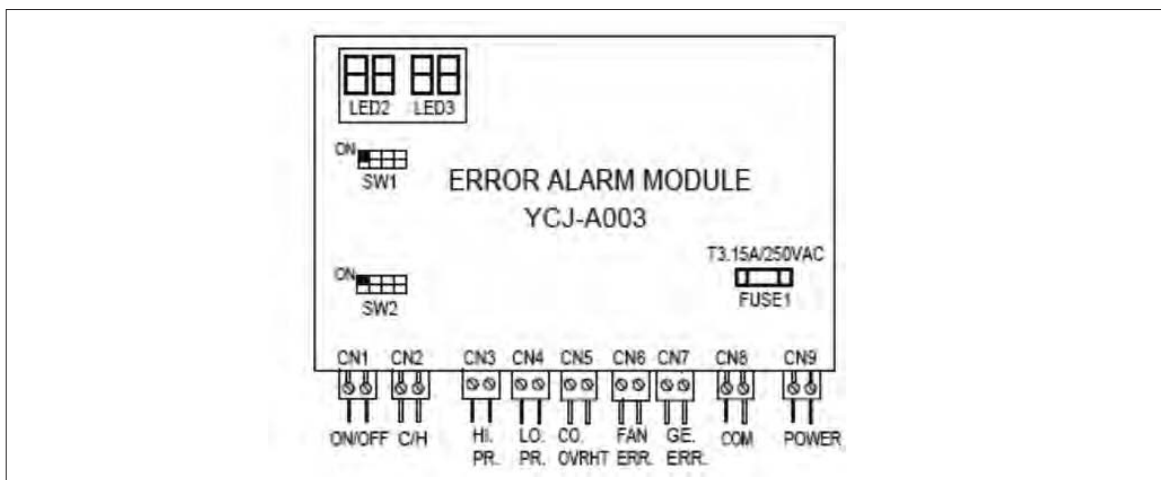 LED2 LED3
ON
SW1
ERROR ALARM MODULE
YCJ-A003
T3.15A/250VAC
FUSE1
ON
SW2
CN1 CN2 CN3 CN4 CN5 CN6 CN7 CN8 CN9
ON/OFF C/H HI. LO. CO. FAN GE. COM POWER
PR. PR. OVRHT ERR. ERR.